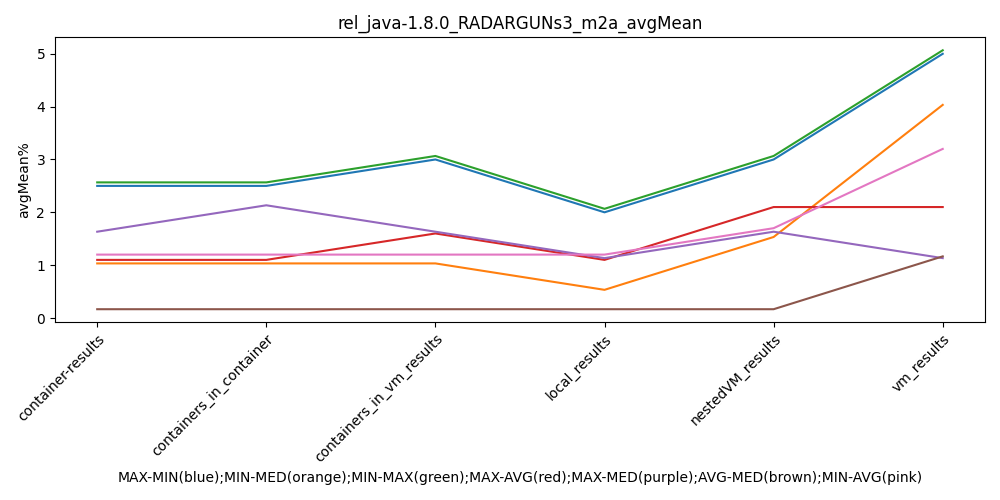 rel_java-1.8.0_RADARGUNs3_m2a_avgMean
avgMean%
5
4
3
2
1
0
container-results
containers_in_container
containers_in_vm_results
local_results
nestedVM_results
vm_results
MAX-MIN(blue);MIN-MED(orange);MIN-MAX(green);MAX-AVG(red);MAX-MED(purple);AVG-MED(brown);MIN-AVG(pink)